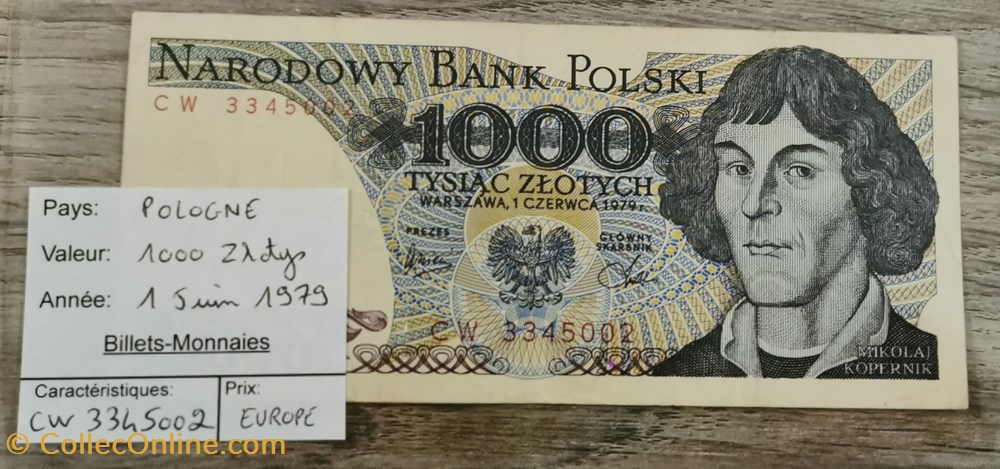 NARODOWY BANK POLSKI
CW 3345002
1000
TYSIĄC ZŁOTYCH
WARSZAWA, 1 CZERWCA 1979 r.
PREZES
GŁÓWNY
SKARBNIK
CW 3345002
MIKOŁAJ
KOPERNIK
Pays: POLOGNE
Valeur: 1000 Zlotys
Année: 1 Juin 1979
Billets-Monnaies
Caractéristiques:
CW 3345002
Prix:
EUROPE
© CollecOnline.com